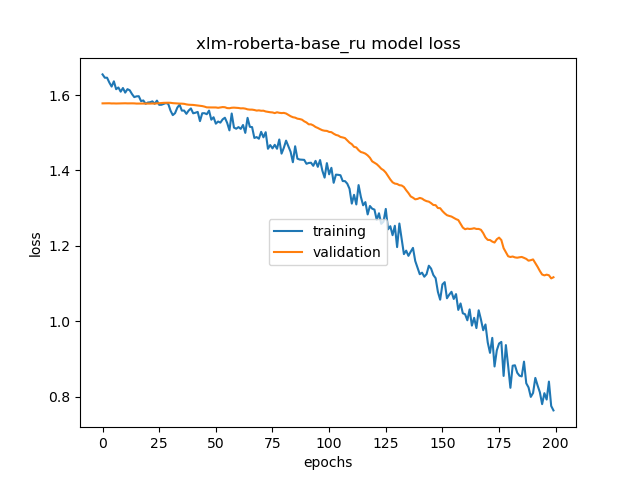 xlm-roberta-base_ru model loss
loss
1.6
1.4
1.2
1.0
0.8
training
validation
0 25 50 75 100 125 150 175 200
epochs